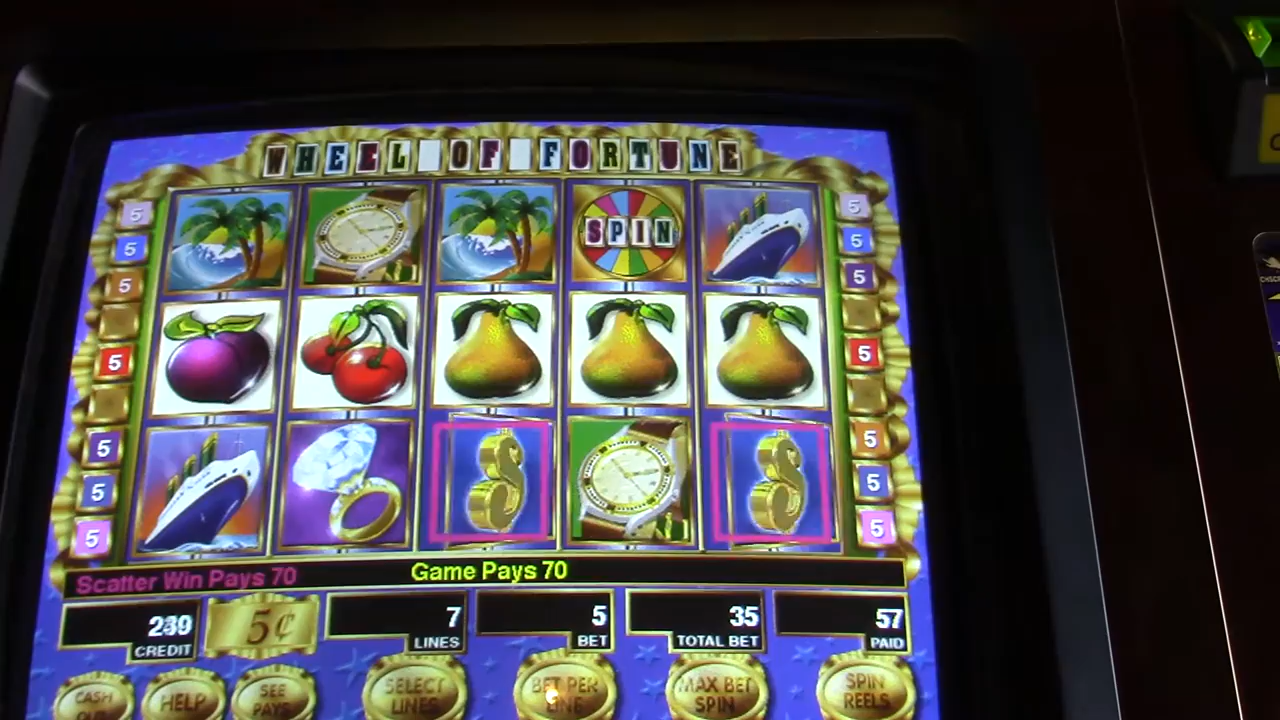 WHEEL OF FORTUNE
5 5
5 SPIN 5
5 5
5 5
5 5
5 5
5 5
Scatter Win Pays 70 Game Pays 70
7 5 35 57
CREDIT 5¢ LINES BET TOTAL BET PAID
CASH OUT HELP SEE PAYS SELECT LINES BET PER LINE MAX BET SPIN SPIN REELS